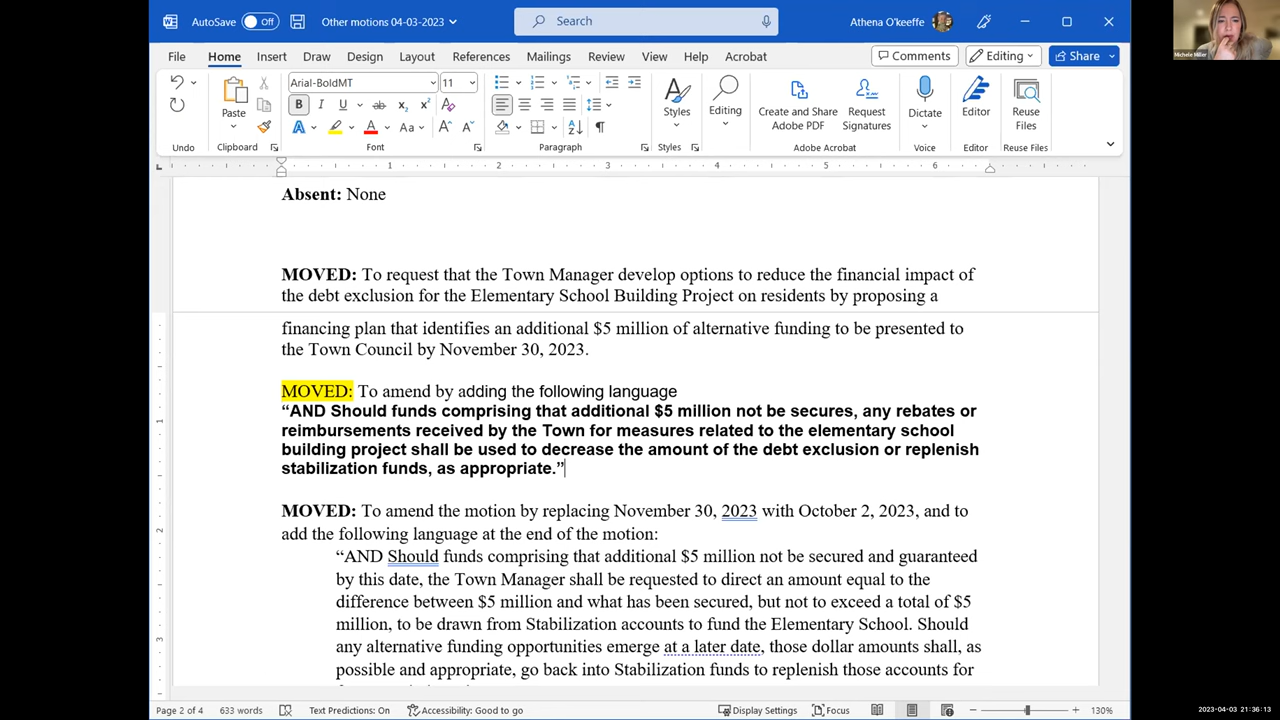 AutoSave Off Other motions 04-03-2023 Search Athena O'keeffe
File Home Insert Draw Design Layout References Mailings Review View Help Acrobat Comments Editing Share
Michele Miller
Arial-BoldMT 11
Paste Styles Editing Create and Share Adobe PDF Request Signatures Dictate Editor Reuse Files
Undo Clipboard Font Paragraph Styles Adobe Acrobat Voice Editor Reuse Files
1 2 3 4 5 6
Absent: None
MOVED: To request that the Town Manager develop options to reduce the financial impact of
the debt exclusion for the Elementary School Building Project on residents by proposing a
financing plan that identifies an additional $5 million of alternative funding to be presented to
the Town Council by November 30, 2023.
MOVED: To amend by adding the following language
“AND Should funds comprising that additional $5 million not be secures, any rebates or
reimbursements received by the Town for measures related to the elementary school
building project shall be used to decrease the amount of the debt exclusion or replenish
stabilization funds, as appropriate.”
MOVED: To amend the motion by replacing November 30, 2023 with October 2, 2023, and to
add the following language at the end of the motion:
“AND Should funds comprising that additional $5 million not be secured and guaranteed
by this date, the Town Manager shall be requested to direct an amount equal to the
difference between $5 million and what has been secured, but not to exceed a total of $5
million, to be drawn from Stabilization accounts to fund the Elementary School. Should
any alternative funding opportunities emerge at a later date, those dollar amounts shall, as
possible and appropriate, go back into Stabilization funds to replenish those accounts for
Page 2 of 4 633 words Text Predictions: On Accessibility: Good to go Display Settings Focus 130%
2023-04-03 21:36:13